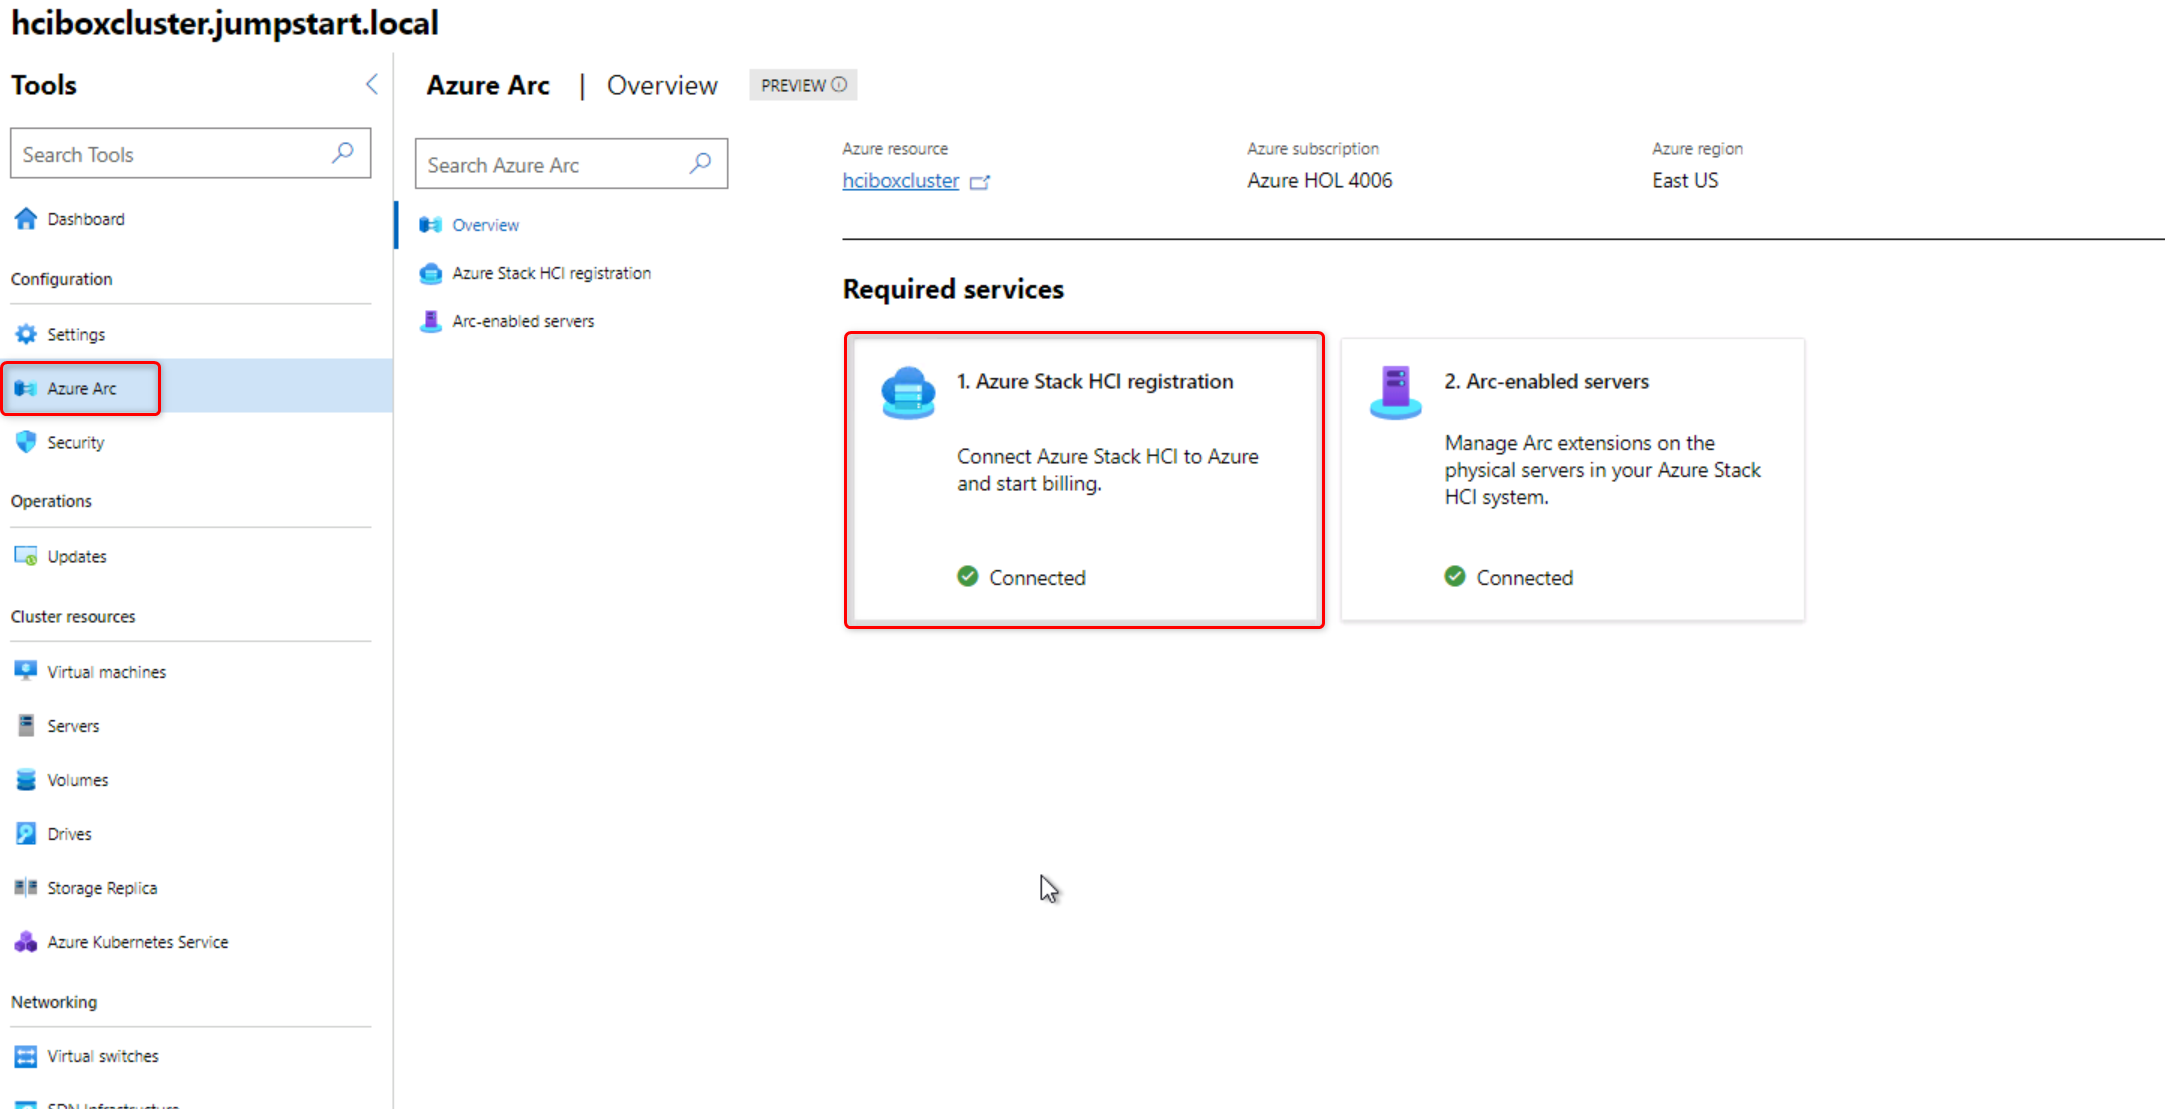 hciboxcluster.jumpstart.local
Tools
Search Tools
Dashboard
Configuration
Settings
Azure Arc
Security
Operations
Updates
Cluster resources
Virtual machines
Servers
Volumes
Drives
Storage Replica
Azure Kubernetes Service
Networking
Virtual switches
SDN Infrastructure
Azure Arc | Overview PREVIEW
Search Azure Arc
Overview
Azure Stack HCI registration
Arc-enabled servers
Azure resource
hciboxcluster
Azure subscription
Azure HOL 4006
Azure region
East US
Required services
1. Azure Stack HCI registration
Connect Azure Stack HCI to Azure
and start billing.
Connected
2. Arc-enabled servers
Manage Arc extensions on the
physical servers in your Azure Stack
HCI system.
Connected